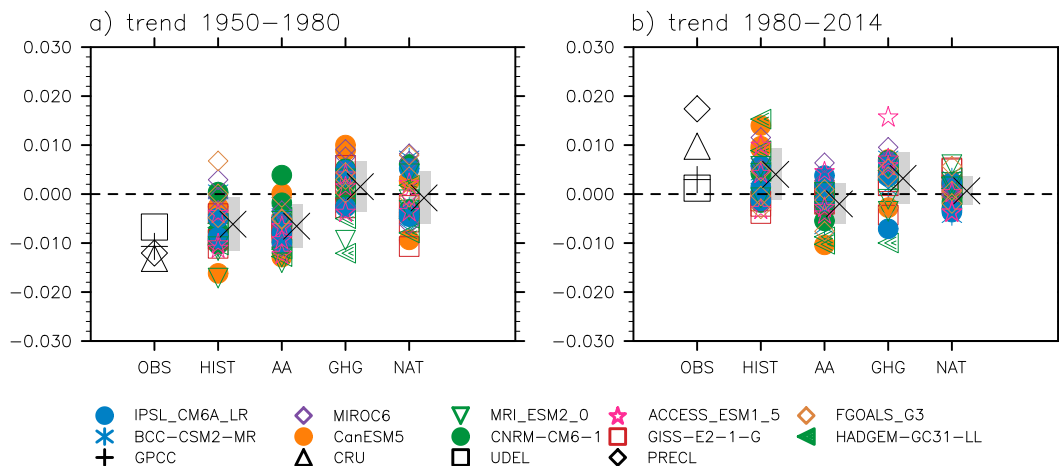 a) trend 1950−1980
b) trend 1980−2014
0.030
0.020
0.010
0.000
−0.010
−0.020
−0.030
OBS HIST AA GHG NAT
0.030
0.020
0.010
0.000
−0.010
−0.020
−0.030
OBS HIST AA GHG NAT
IPSL_CM6A_LR MIROC6 MRI_ESM2_0 ACCESS_ESM1_5 FGOALS_G3
BCC−CSM2−MR CanESM5 CNRM−CM6−1 GISS−E2−1−G HADGEM−GC31−LL
GPCC CRU UDEL PRECL